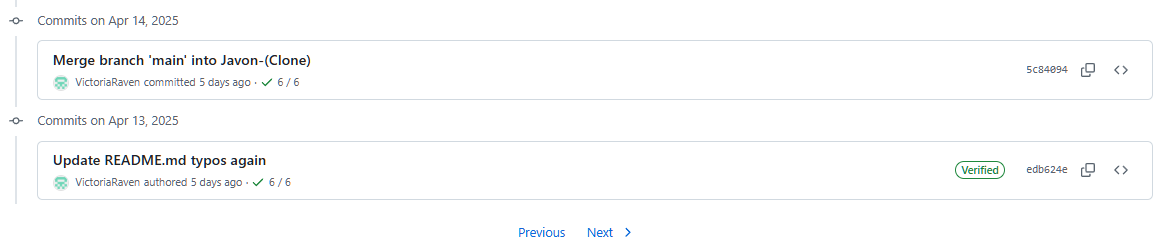 Commits on Apr 14, 2025
Merge branch 'main' into Javon-(Clone)
VictoriaRaven committed 5 days ago · 6 / 6
5c84094
Commits on Apr 13, 2025
Update README.md typos again
VictoriaRaven authored 5 days ago · 6 / 6
Verified edb624e
Previous Next